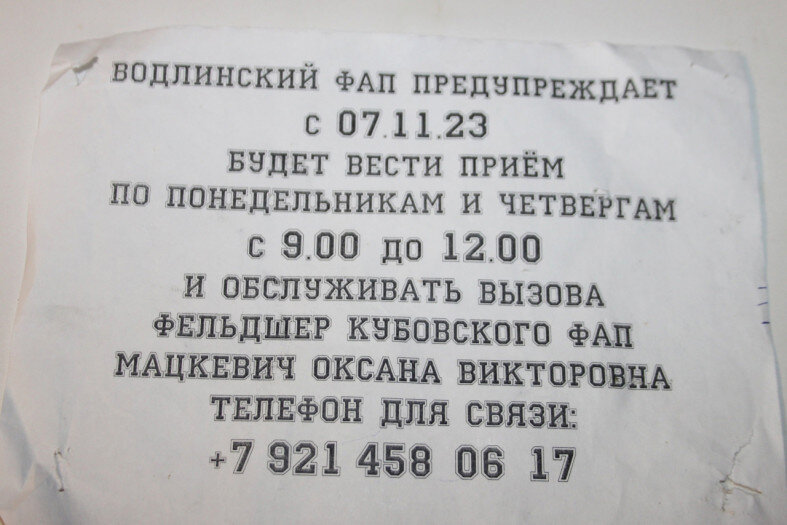 ВОДЛИНСКИЙ ФАП ПРЕДУПРЕЖДАЕТ
С 07.11.23
БУДЕТ ВЕСТИ ПРИЁМ
ПО ПОНЕДЕЛЬНИКАМ И ЧЕТВЕРГАМ
С 9.00 ДО 12.00
И ОБСЛУЖИВАТЬ ВЫЗОВА
ФЕЛЬДШЕР КУБОВСКОГО ФАП
МАЦКЕВИЧ ОКСАНА ВИКТОРОВНА
ТЕЛЕФОН ДЛЯ СВЯЗИ:
+7 921 458 06 17